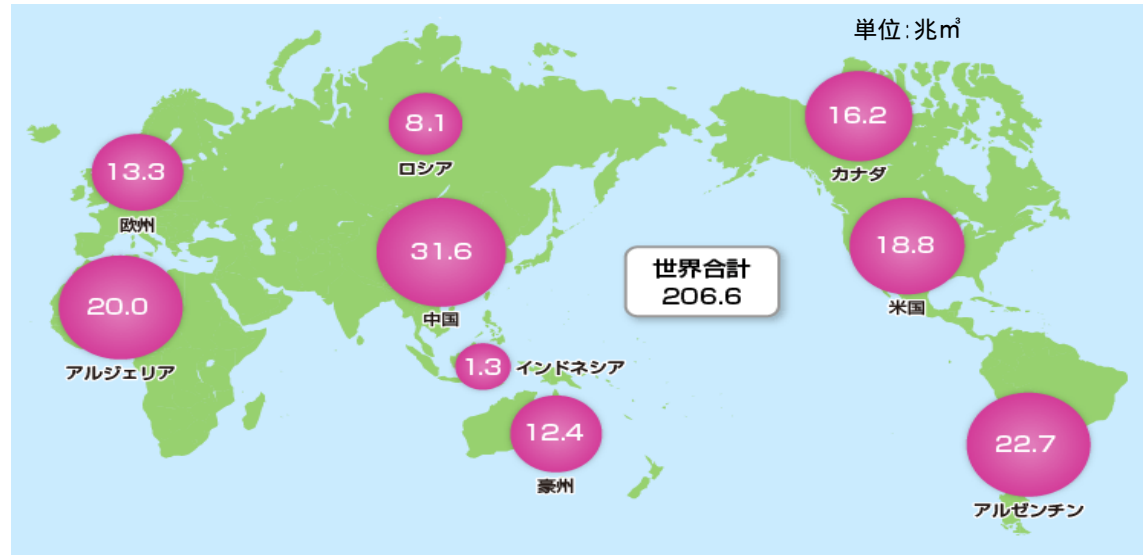 単位：兆㎥
8.1
ロシア
16.2
カナダ
13.3
欧州
31.6
中国
18.8
米国
世界合計
206.6
20.0
アルジェリア
1.3
インドネシア
12.4
豪州
22.7
アルゼンチン